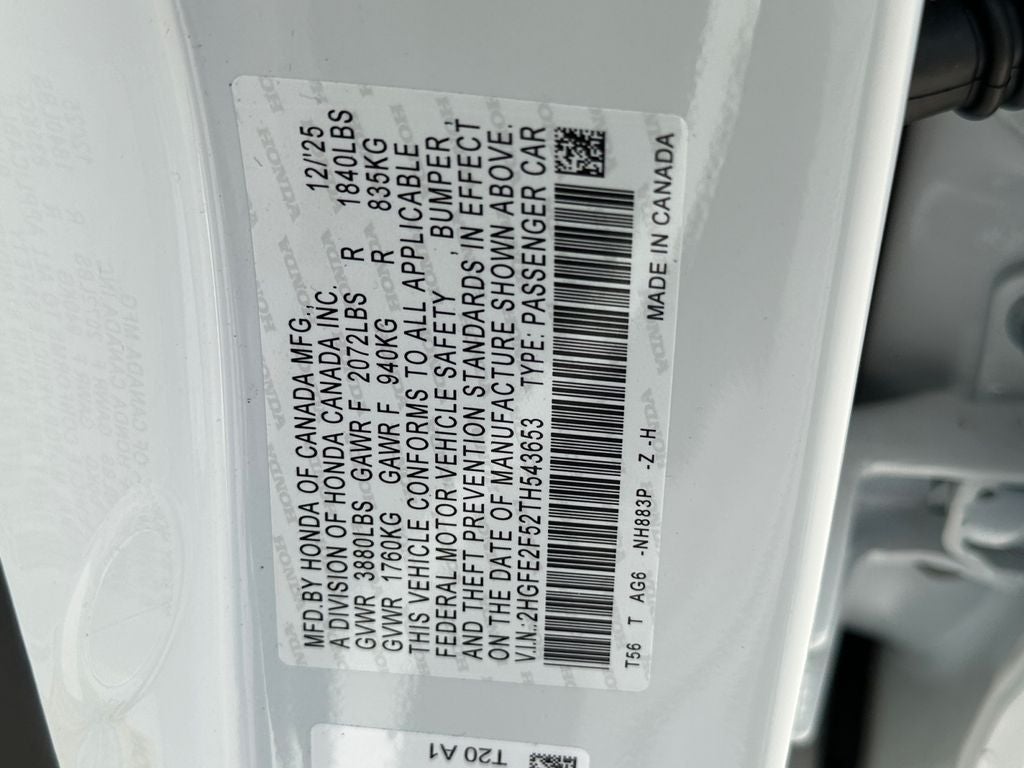 MFD.BY HONDA OF CANADA MFG., 12/'25
A DIVISION OF HONDA CANADA INC.
GVWR 3880LBS GAWR F 2072LBS R 1840LBS
GVWR 1760KG GAWR F 940KG R 835KG
THIS VEHICLE CONFORMS TO ALL APPLICABLE
FEDERAL MOTOR VEHICLE SAFETY , BUMPER ,
AND THEFT PREVENTION STANDARDS , IN EFFECT
ON THE DATE OF MANUFACTURE SHOWN ABOVE.
V.I.N.:2HGFE2F52TH543653 TYPE: PASSENGER CAR
T56 T AG6 -NH883P -Z -H MADE IN CANADA
T20 A1